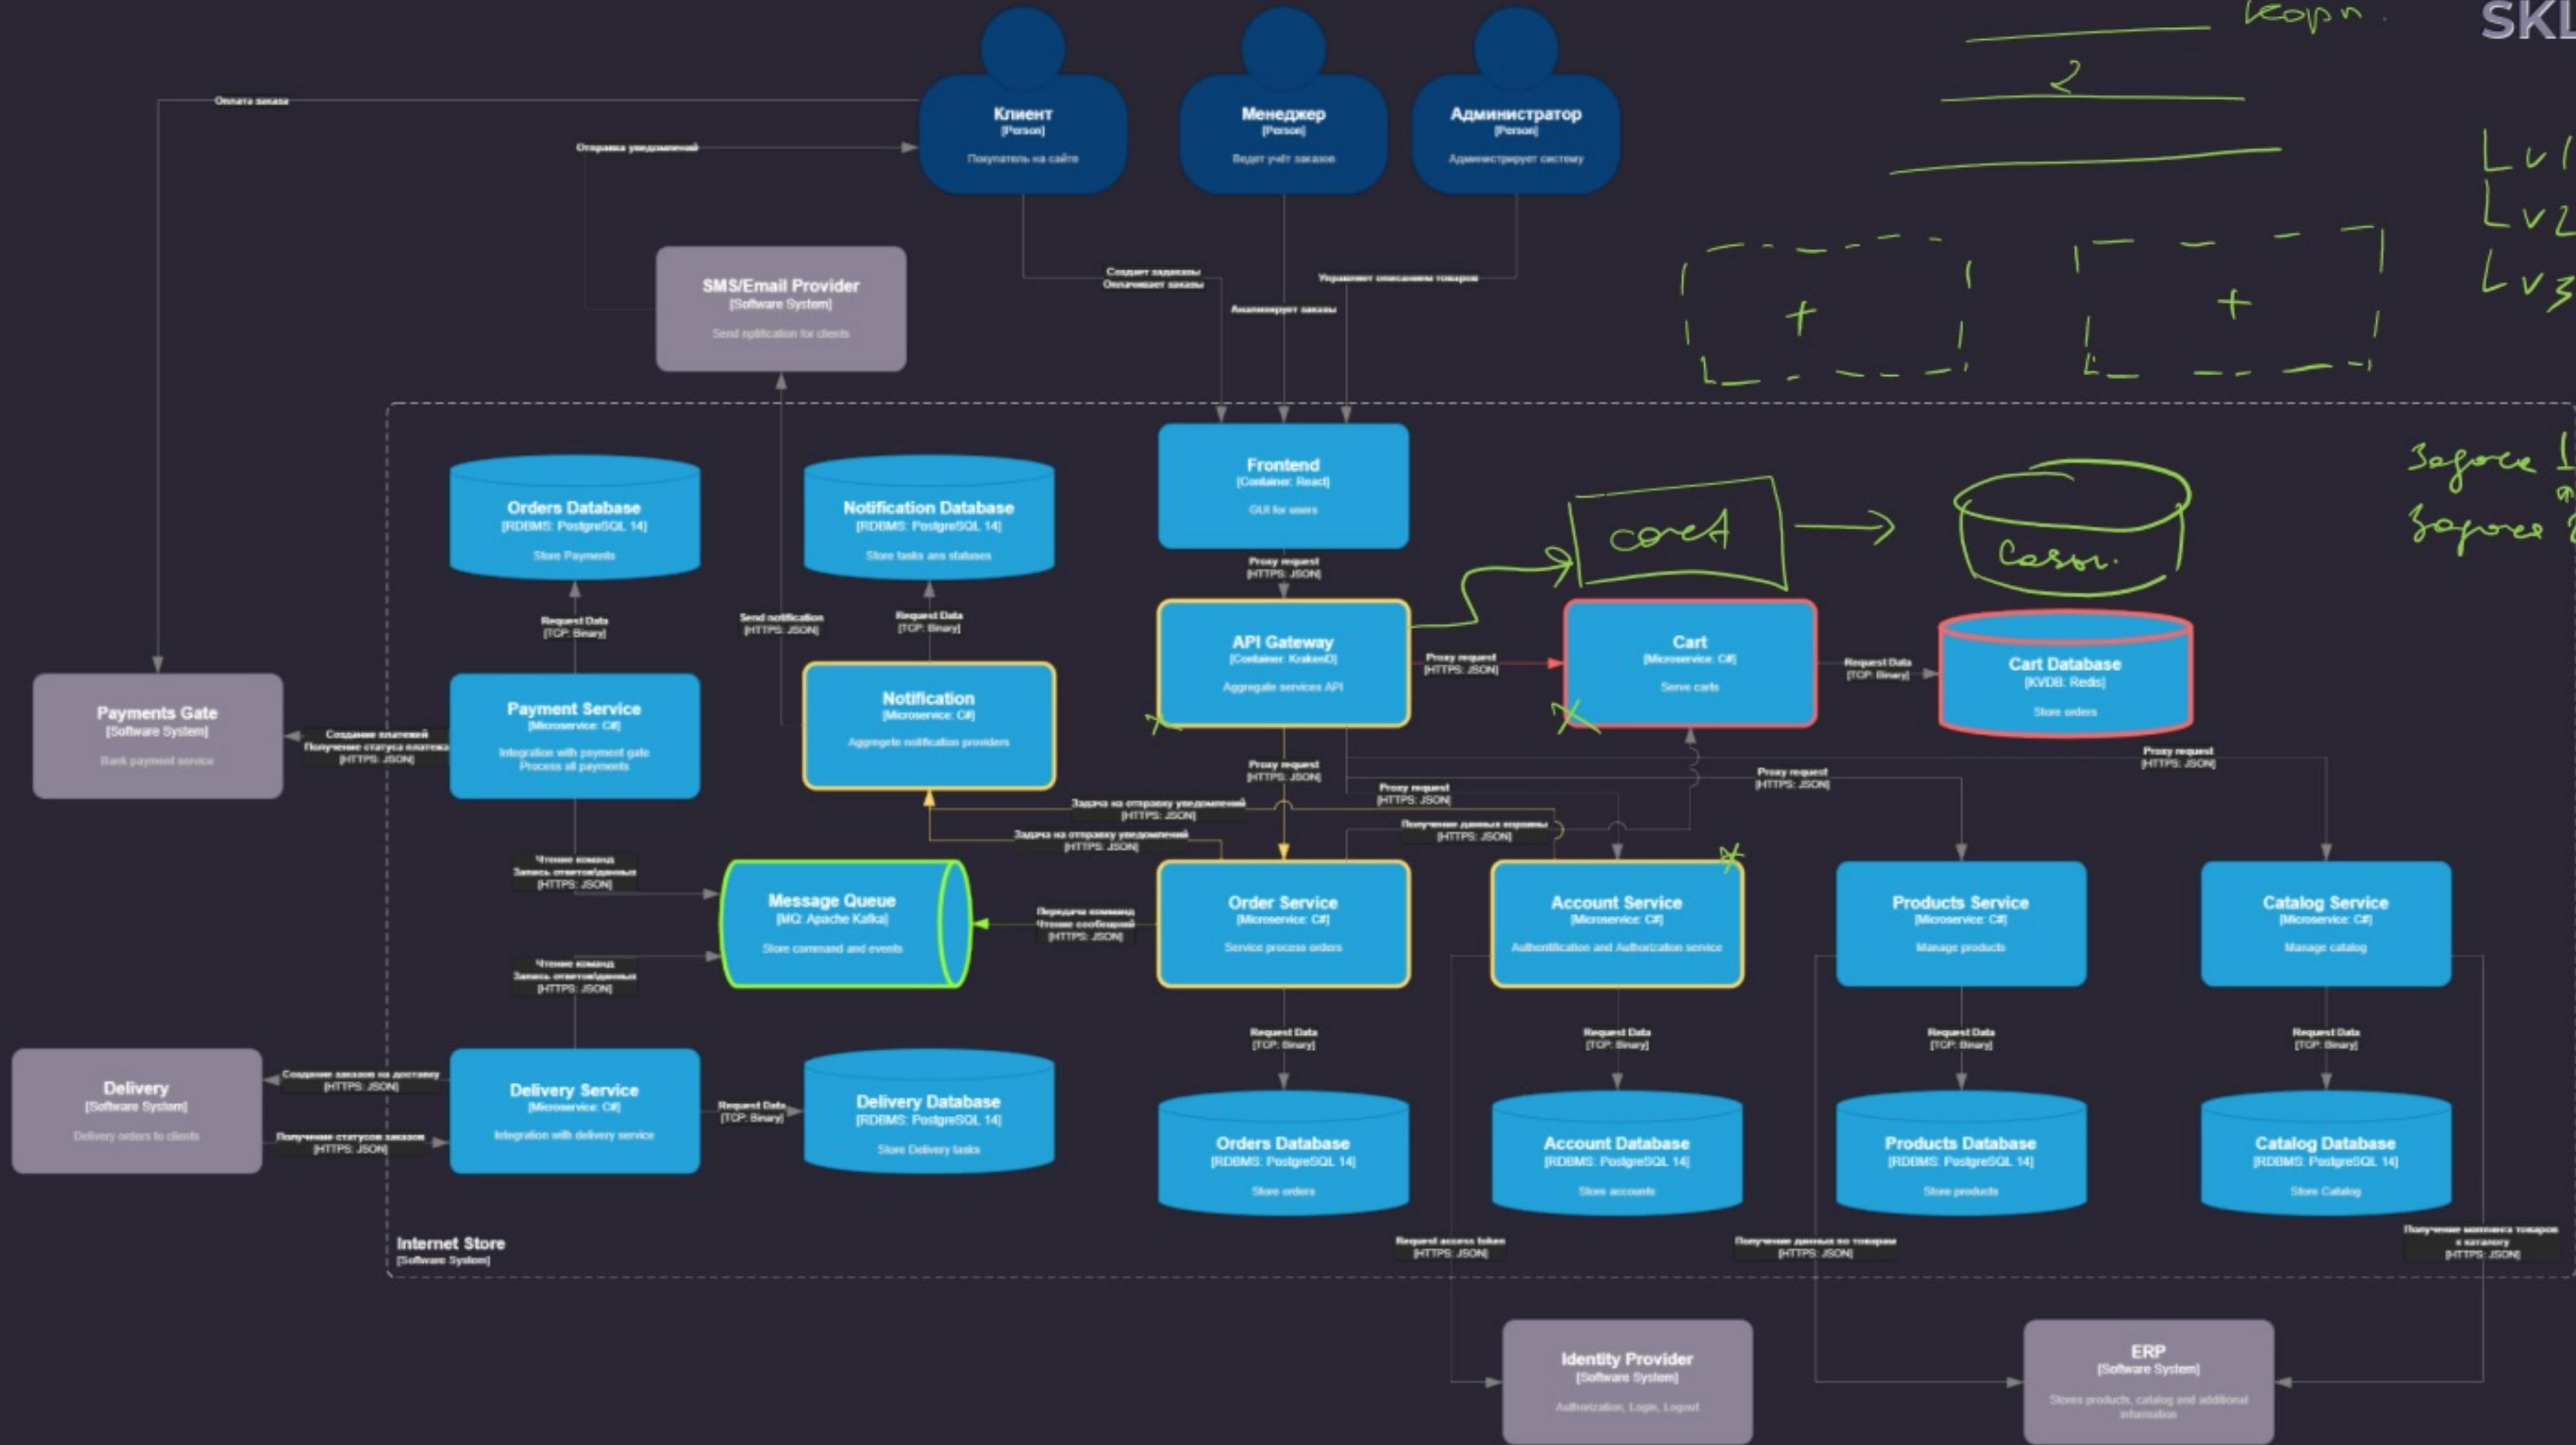 SKL
2
Lv1
Lv2
Lv3
Клиент
[Person]
Покупатель на сайте
Менеджер
[Person]
Ведет учёт заказов
Администратор
[Person]
Администрирует систему
Оплата заказа
Отправка уведомлений
SMS/Email Provider
[Software System]
Send nptification for clients
Создает задаказы
Оплачивает заказы
Анализирует заказы
Управляет описанием товаров
Orders Database
[RDBMS: PostgreSQL 14]
Store Payments
Notification Database
[RDBMS: PostgreSQL 14]
Store tasks ans statuses
Frontend
[Container: React]
GUI for users
Request Data
[TCP: Binary]
Send notification
[HTTPS: JSON]
Request Data
[TCP: Binary]
Proxy request
[HTTPS: JSON]
Payments Gate
[Software System]
Bank payment service
Создание платежей
Получение статуса платежа
[HTTPS: JSON]
Payment Service
[Microservice: C#]
Integration with payment gate
Process all payments
Notification
[Microservice: C#]
Aggregete notification providers
API Gateway
[Container: KrakenD]
Aggregate services API
Proxy request
[HTTPS: JSON]
Cart
[Microservice: C#]
Serve carts
Request Data
[TCP: Binary]
Cart Database
[KVDB: Redis]
Store orders
Proxy request
[HTTPS: JSON]
Proxy request
[HTTPS: JSON]
Proxy request
[HTTPS: JSON]
Proxy request
[HTTPS: JSON]
Задача на отправку уведомлений
[HTTPS: JSON]
Задача на отправку уведомлений
[HTTPS: JSON]
Получение данных корзины
[HTTPS: JSON]
Чтение команд
Запись ответов\данных
[HTTPS: JSON]
Message Queue
[MQ: Apache Kafka]
Store command and events
Передача комманд
Чтение сообщений
[HTTPS: JSON]
Order Service
[Microservice: C#]
Service process orders
Account Service
[Microservice: C#]
Authentification and Authorization service
Products Service
[Microservice: C#]
Manage products
Catalog Service
[Microservice: C#]
Manage catalog
Чтение команд
Запись ответов\данных
[HTTPS: JSON]
Request Data
[TCP: Binary]
Request Data
[TCP: Binary]
Request Data
[TCP: Binary]
Request Data
[TCP: Binary]
Delivery
[Software System]
Delivery orders to clients
Создание заказов на доставку
[HTTPS: JSON]
Получение статусов заказов
[HTTPS: JSON]
Delivery Service
[Microservice: C#]
Integration with delivery service
Request Data
[TCP: Binary]
Delivery Database
[RDBMS: PostgreSQL 14]
Store Delivery tasks
Orders Database
[RDBMS: PostgreSQL 14]
Store orders
Account Database
[RDBMS: PostgreSQL 14]
Store accounts
Products Database
[RDBMS: PostgreSQL 14]
Store products
Catalog Database
[RDBMS: PostgreSQL 14]
Store Catalog
Internet Store
[Software System]
Request access token
[HTTPS: JSON]
Получение данных по товарам
[HTTPS: JSON]
Получение маппинга товаров
к каталогу
[HTTPS: JSON]
Identity Provider
[Software System]
Authorization, Login, Logout
ERP
[Software System]
Stores products, catalog and additional
information